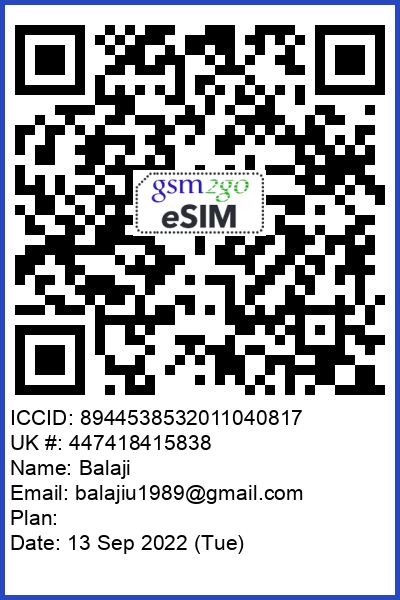 gsm2go
eSIM
ICCID: 8944538532011040817
UK #: 447418415838
Name: Balaji
Email: balajiu1989@gmail.com
Plan:
Date: 13 Sep 2022 (Tue)